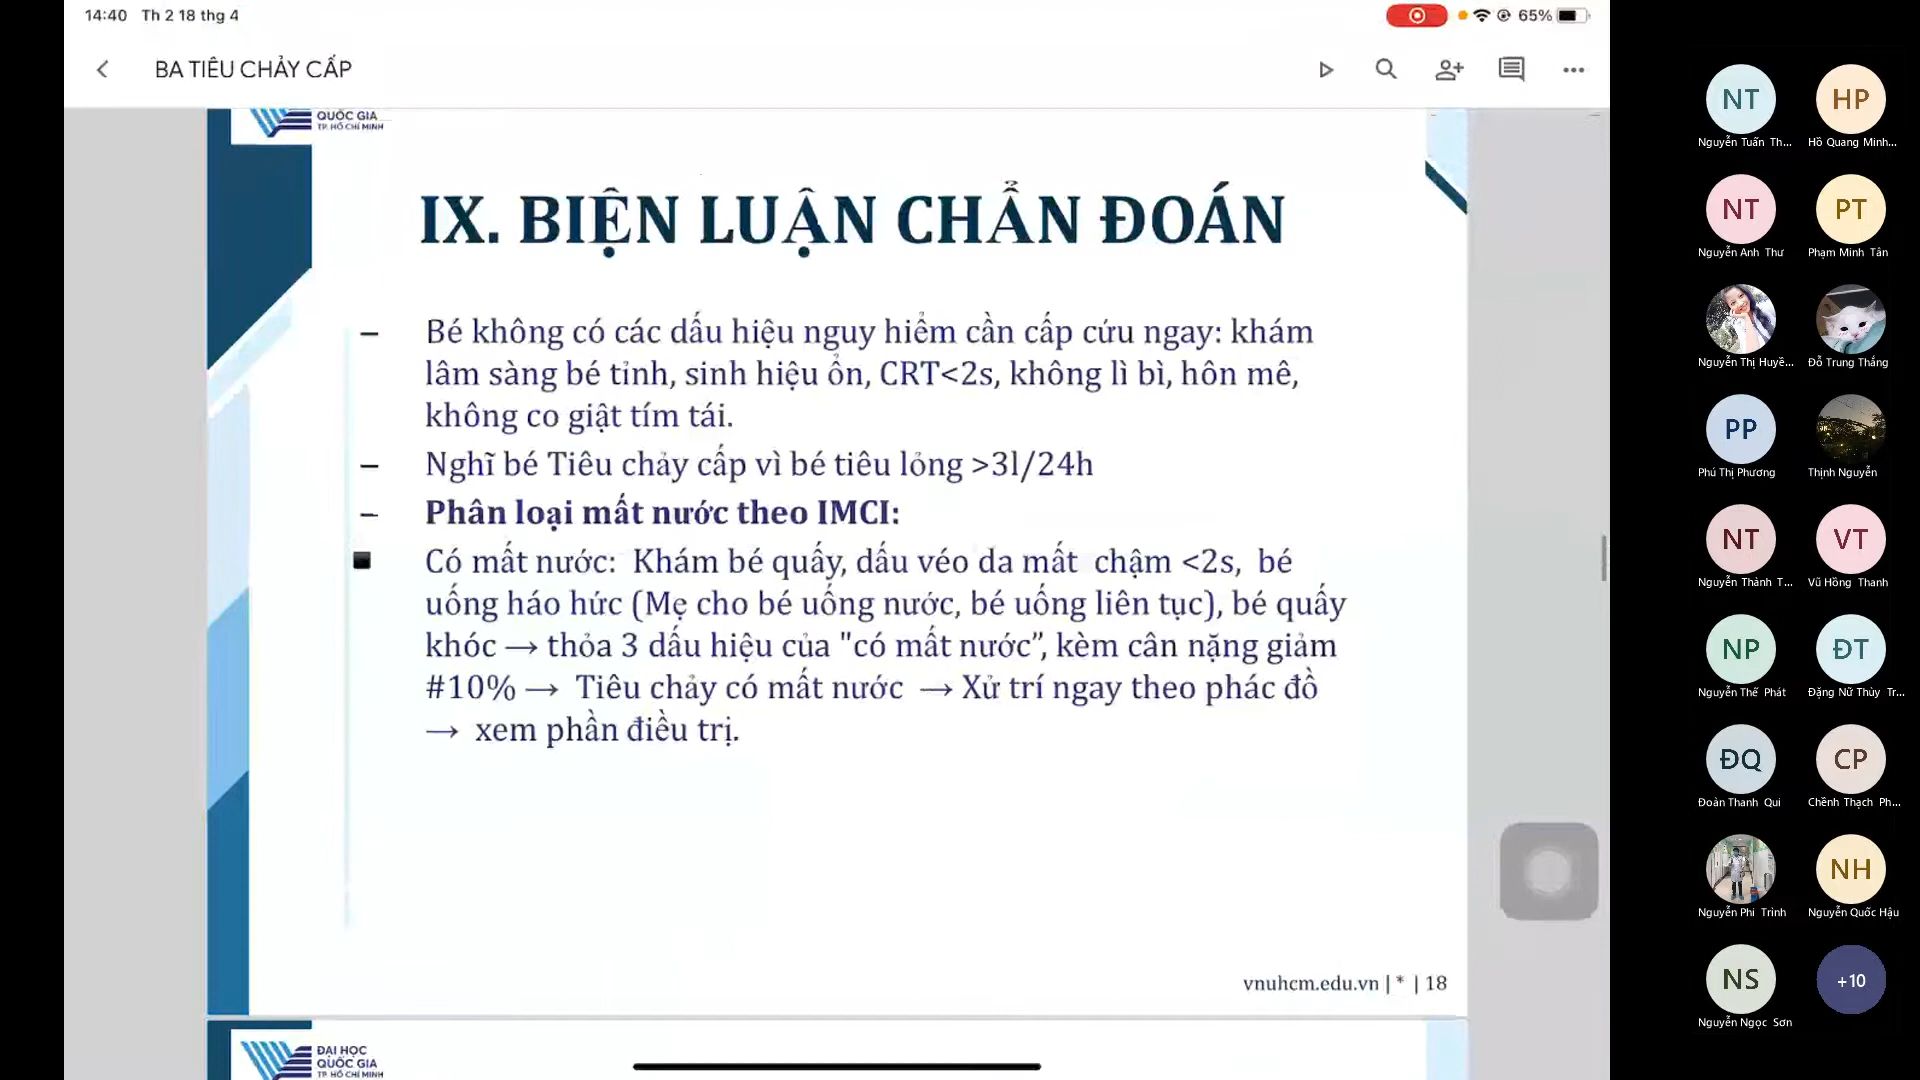 14:40 Th 2 18 thg 4
65%
BA TIÊU CHẢY CẤP
QUỐC GIA
TP. HỒ CHÍ MINH
IX. BIỆN LUẬN CHẨN ĐOÁN
– Bé không có các dấu hiệu nguy hiểm cần cấp cứu ngay: khám
lâm sàng bé tỉnh, sinh hiệu ổn, CRT<2s, không lì bì, hôn mê,
không co giật tím tái.
– Nghĩ bé Tiêu chảy cấp vì bé tiêu lỏng >3l/24h
– Phân loại mất nước theo IMCI:
■ Có mất nước: Khám bé quấy, dấu véo da mất chậm <2s, bé
uống háo hức (Mẹ cho bé uống nước, bé uống liên tục), bé quấy
khóc → thỏa 3 dấu hiệu của "có mất nước”, kèm cân nặng giảm
#10% → Tiêu chảy có mất nước → Xử trí ngay theo phác đồ
→ xem phần điều trị.
vnuhcm.edu.vn | * | 18
ĐẠI HỌC
QUỐC GIA
TP. HỒ CHÍ MINH
NT
Nguyễn Tuấn Th...
HP
Hồ Quang Minh...
NT
Nguyễn Anh Thư
PT
Phạm Minh Tân
Nguyễn Thị Huyề...
Đỗ Trung Thắng
PP
Phú Thị Phương
Thịnh Nguyễn
NT
Nguyễn Thành T...
VT
Vũ Hồng Thanh
NP
Nguyễn Thế Phát
ĐT
Đặng Nữ Thùy Tr...
ĐQ
Đoàn Thanh Qui
CP
Chềnh Thạch Ph...
Nguyễn Phi Trình
NH
Nguyễn Quốc Hậu
NS
Nguyễn Ngọc Sơn
+10